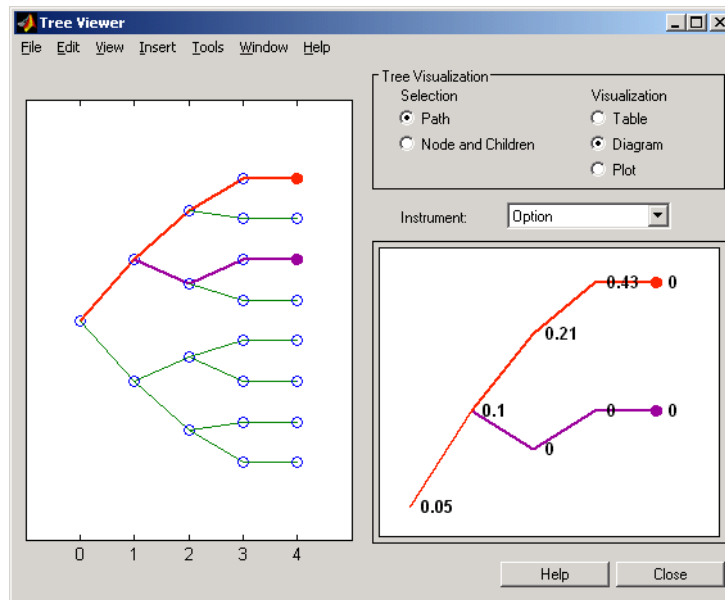 Tree Viewer
File Edit View Insert Tools Window Help
Tree Visualization
Selection
Visualization
Path
Table
Node and Children
Diagram
Plot
Instrument:
Option
0.43 0
0.21
0.1
0 0
0
0.05
0 1 2 3 4
Help
Close